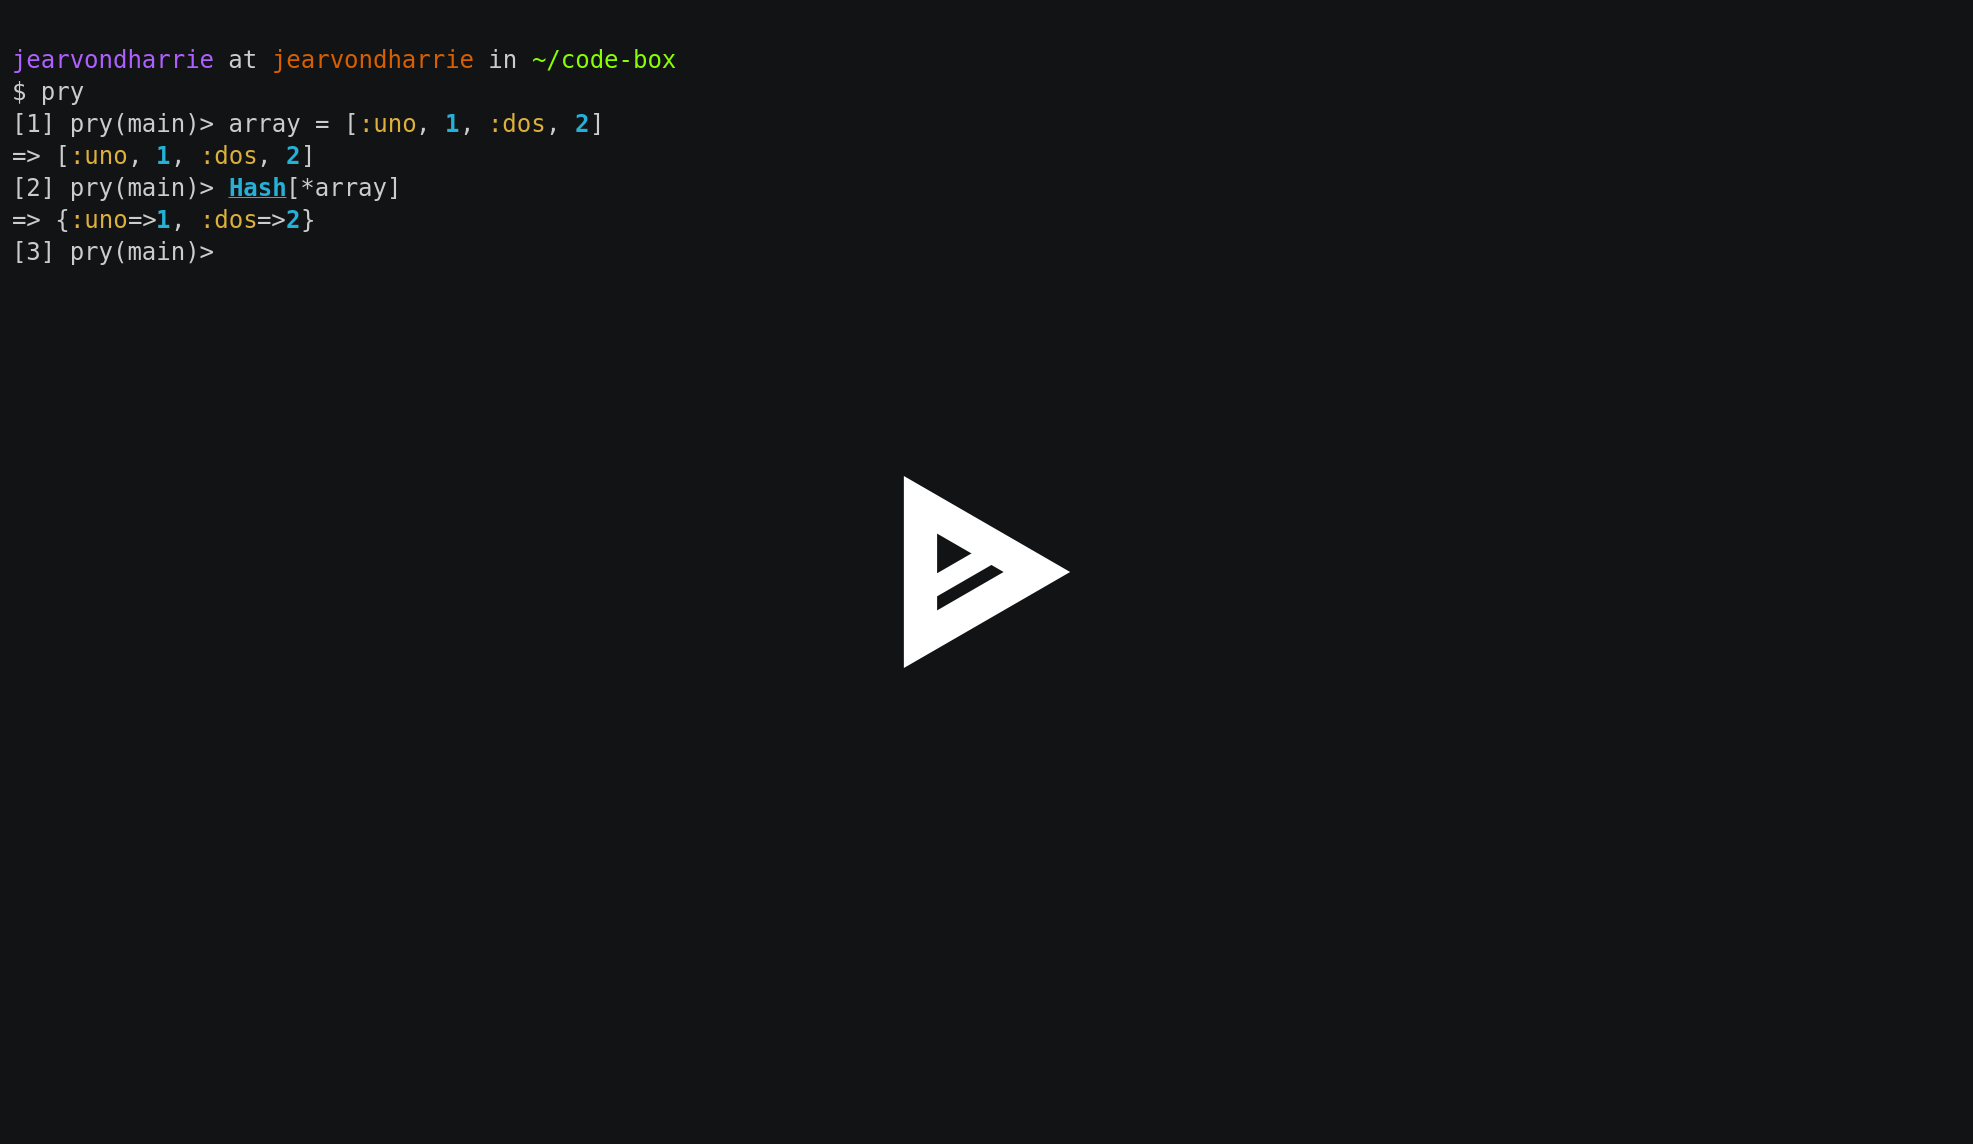 jearvondharrie at jearvondharrie in ~/code-box
$ pry
[1] pry(main)> array = [:uno, 1, :dos, 2]
=> [:uno, 1, :dos, 2]
[2] pry(main)> Hash[*array]
=> {:uno=>1, :dos=>2}
[3] pry(main)>